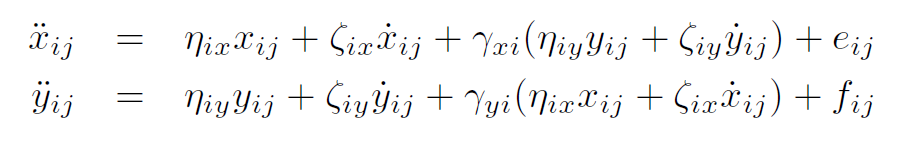 ẍ_{ij} = η_{ix}x_{ij} + ζ_{ix}ẋ_{ij} + γ_{xi}(η_{iy}y_{ij} + ζ_{iy}ẏ_{ij}) + e_{ij}
ÿ_{ij} = η_{iy}y_{ij} + ζ_{iy}ẏ_{ij} + γ_{yi}(η_{ix}x_{ij} + ζ_{ix}ẋ_{ij}) + f_{ij}